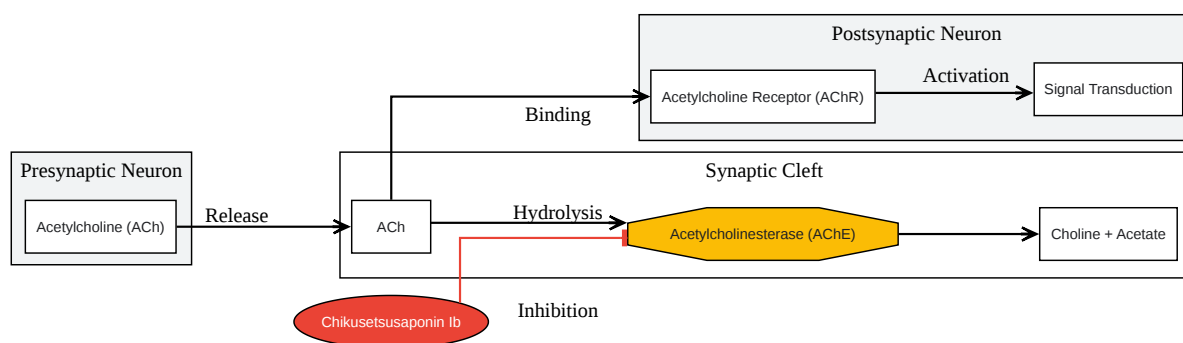 Postsynaptic Neuron
Acetylcholine Receptor (AChR)
Activation
Signal Transduction
Binding
Presynaptic Neuron
Acetylcholine (ACh)
Release
Synaptic Cleft
ACh
Hydrolysis
Acetylcholinesterase (AChE)
Choline + Acetate
Chikusetsusaponin Ib
Inhibition